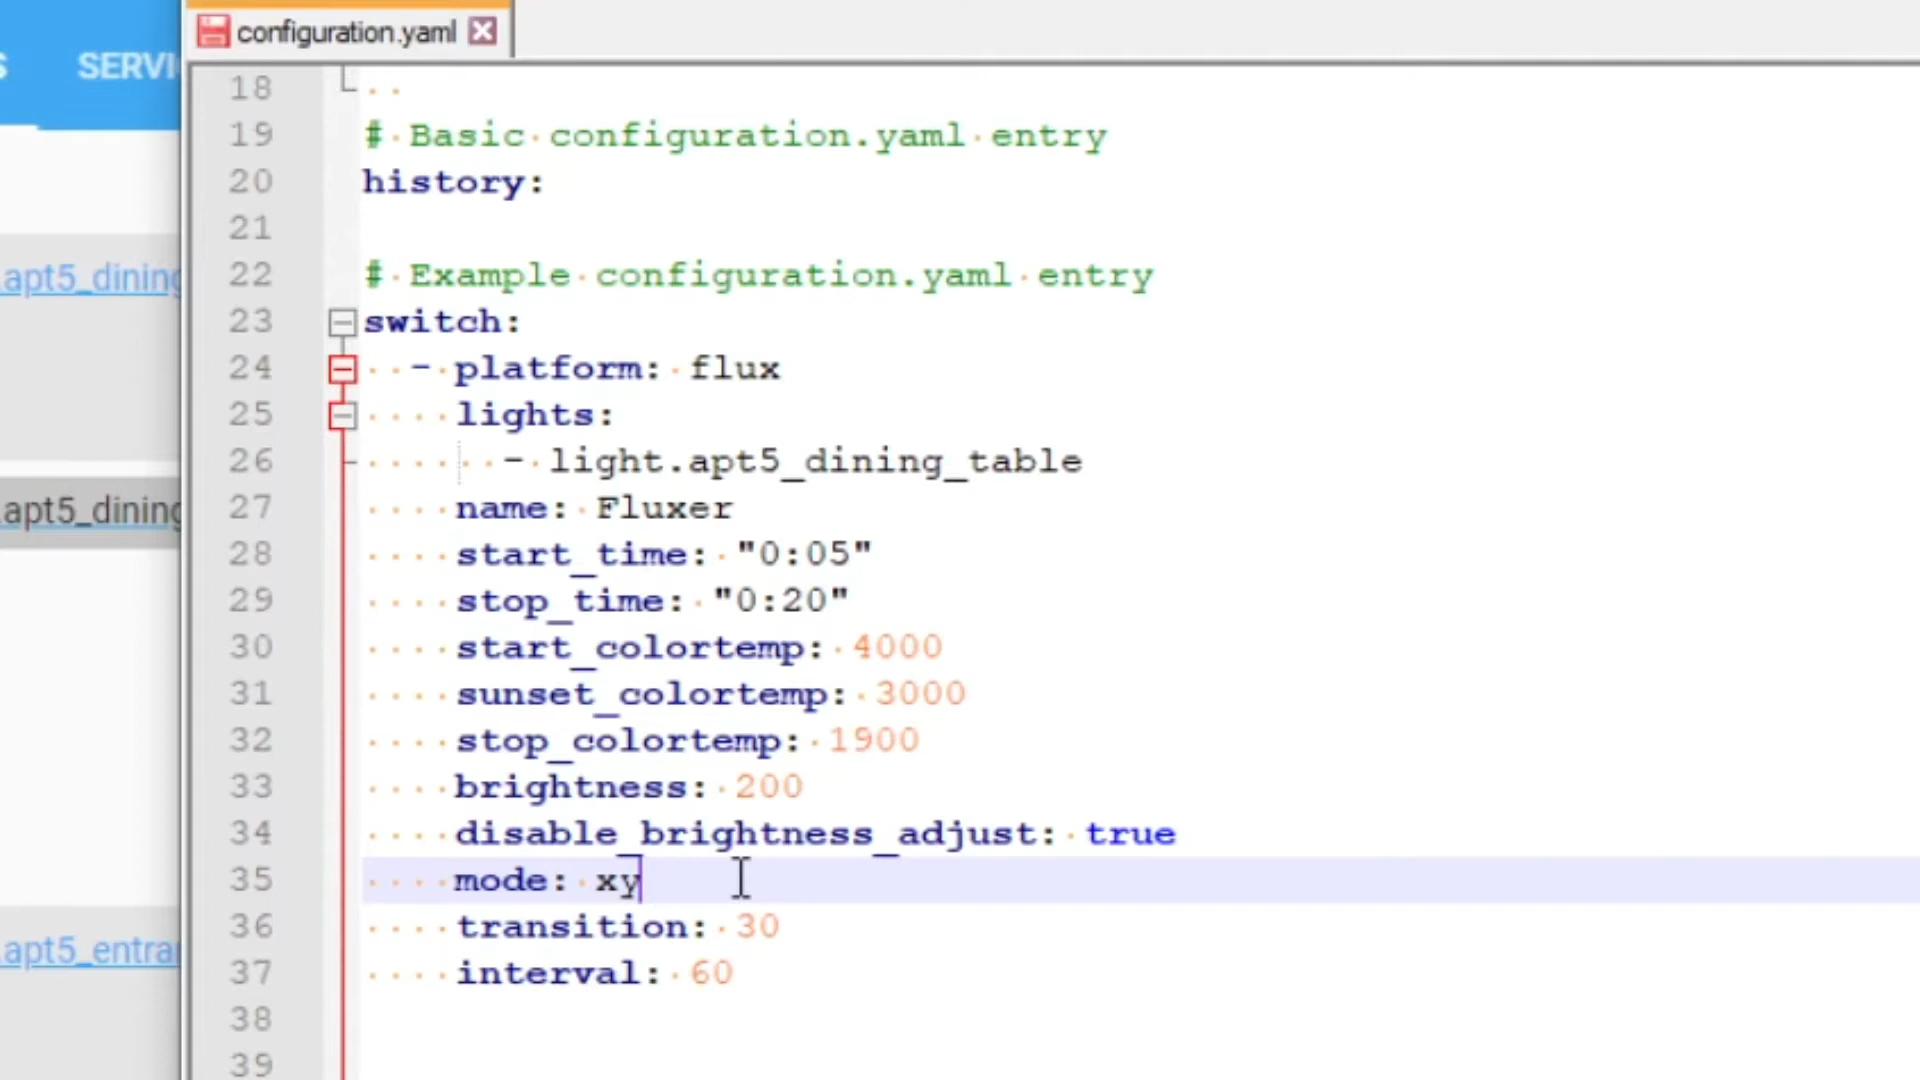 configuration.yaml
S SERVI
18
19 # Basic configuration.yaml entry
20 history:
21
22 # Example configuration.yaml entry
23 switch:
24 - platform: flux
25 lights:
26 - light.apt5_dining_table
27 name: Fluxer
28 start_time: "0:05"
29 stop_time: "0:20"
30 start_colortemp: 4000
31 sunset_colortemp: 3000
32 stop_colortemp: 1900
33 brightness: 200
34 disable_brightness_adjust: true
35 mode: xy
36 transition: 30
37 interval: 60
38
39
.apt5_dining
.apt5_dining
.apt5_entra